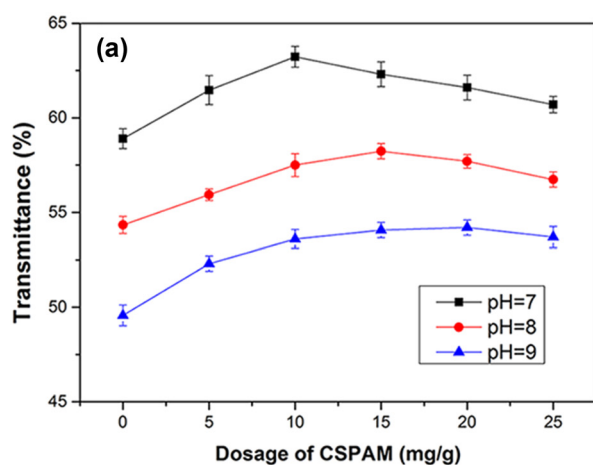 (a)
65
60
55
50
45
Transmittance (%)
pH=7
pH=8
pH=9
0 5 10 15 20 25
Dosage of CSPAM (mg/g)